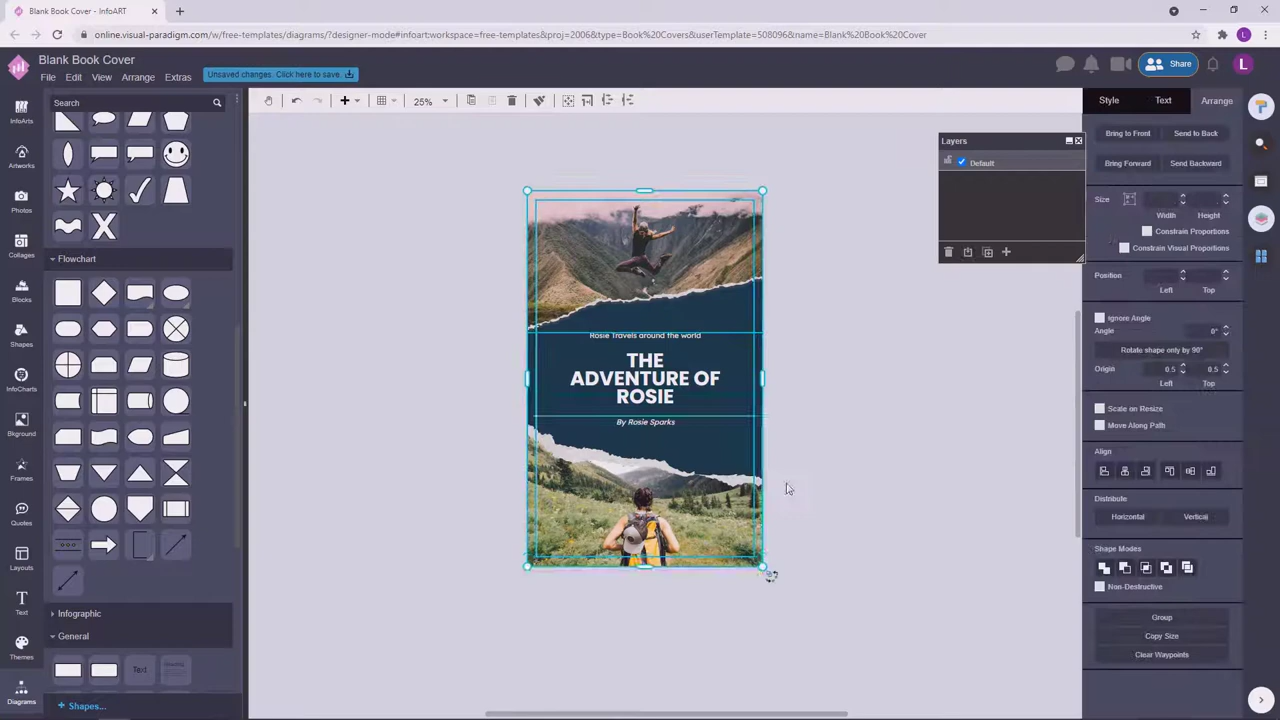 Blank Book Cover - InfoART
online.visual-paradigm.com/w/free-templates/diagrams/?designer-mode#infoart:workspace=free-templates&proj=2006&type=Book%20Covers&userTemplate=508096&name=Blank%20Book%20Cover
L
Blank Book Cover
File Edit View Arrange Extras
Unsaved changes. Click here to save.
Share
L
Search
25%
Style Text Arrange
InfoArts
Artworks
Photos
Collages
Blocks
Shapes
InfoCharts
Bkground
Frames
Quotes
Layouts
Text
Themes
Diagrams
Flowchart
Infographic
General
Text
Heading
+ Shapes...
Rosie Travels around the world
THE
ADVENTURE OF
ROSIE
By Rosie Sparks
Layers
Default
Bring to Front Send to Back
Bring Forward Send Backward
Size
Width Height
Constrain Proportions
Constrain Visual Proportions
Position
Left Top
Ignore Angle
Angle 0°
Rotate shape only by 90°
Origin 0.5 0.5
Left Top
Scale on Resize
Move Along Path
Align
Distribute
Horizontal Vertical
Shape Modes
Non-Destructive
Group
Copy Size
Clear Waypoints